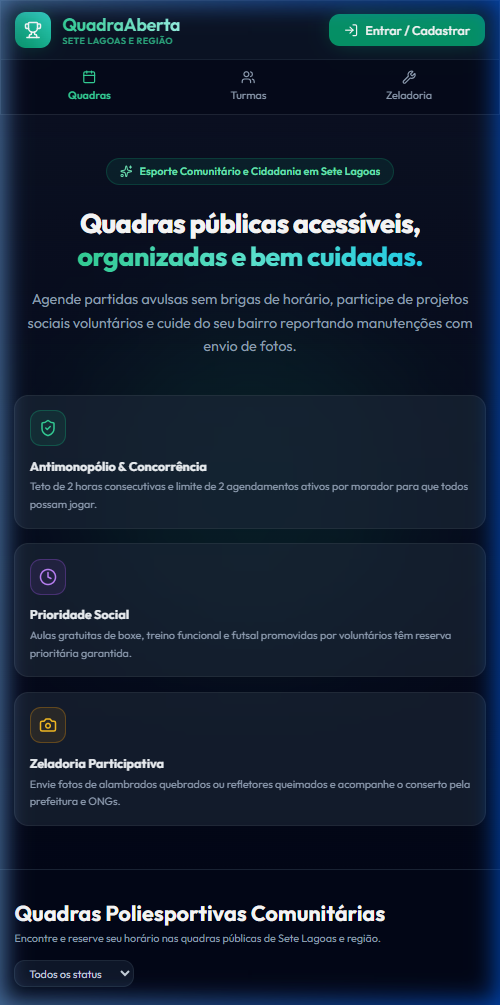 QuadraAberta
SETE LAGOAS E REGIÃO
Entrar / Cadastrar
Quadras
Turmas
Zeladoria
Esporte Comunitário e Cidadania em Sete Lagoas
Quadras públicas acessíveis,
organizadas e bem cuidadas.
Agende partidas avulsas sem brigas de horário, participe de projetos
sociais voluntários e cuide do seu bairro reportando manutenções com
envio de fotos.
Antimonopólio & Concorrência
Teto de 2 horas consecutivas e limite de 2 agendamentos ativos por morador para que todos
possam jogar.
Prioridade Social
Aulas gratuitas de boxe, treino funcional e futsal promovidas por voluntários têm reserva
prioritária garantida.
Zeladoria Participativa
Envie fotos de alambrados quebrados ou refletores queimados e acompanhe o conserto pela
prefeitura e ONGs.
Quadras Poliesportivas Comunitárias
Encontre e reserve seu horário nas quadras públicas de Sete Lagoas e região.
Todos os status